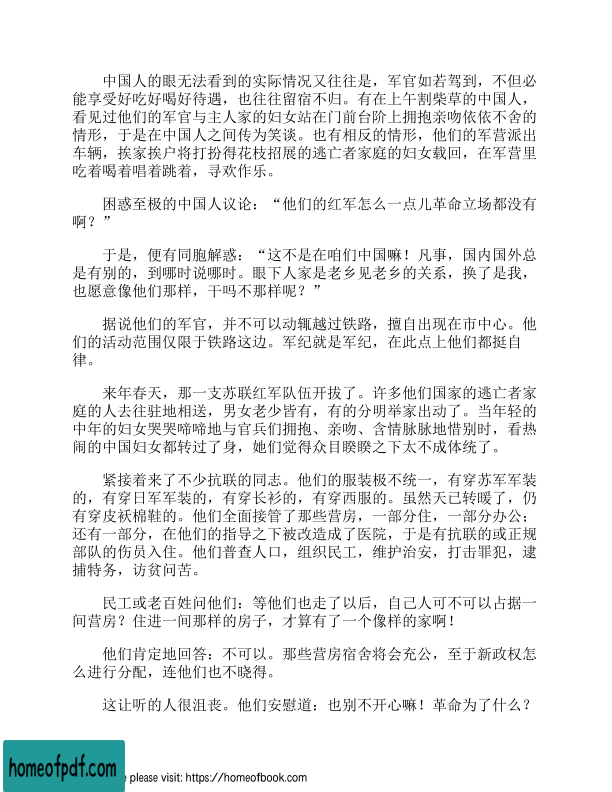 中国人的眼无法看到的实际情况又往往是，军官如若驾到，不但必
能享受好吃好喝好待遇，也往往留宿不归。有在上午割柴草的中国人，
看见过他们的军官与主人家的妇女站在门前台阶上拥抱亲吻依依不舍的
情形，于是在中国人之间传为笑谈。也有相反的情形，他们的军营派出
车辆，挨家挨户将打扮得花枝招展的逃亡者家庭的妇女载回，在军营里
吃着喝着唱着跳着，寻欢作乐。
困惑至极的中国人议论：“他们的红军怎么一点儿革命立场都没有
啊？”
于是，便有同胞解惑：“这不是在咱们中国嘛！凡事，国内国外总
是有别的，到哪时说哪时。眼下人家是老乡见老乡的关系，换了是我，
也愿意像他们那样，干吗不那样呢？”
据说他们的军官，并不可以动辄越过铁路，擅自出现在市中心。他
们的活动范围仅限于铁路这边。军纪就是军纪，在此点上他们都挺自
律。
来年春天，那一支苏联红军队伍开拔了。许多他们国家的逃亡者家
庭的人去往驻地相送，男女老少皆有，有的分明举家出动了。当年轻的
中年的妇女哭哭啼啼地与官兵们拥抱、亲吻、含情脉脉地惜别时，看热
闹的中国妇女都转过了身，她们觉得众目睽睽之下太不成体统了。
紧接着来了不少抗联的同志。他们的服装极不统一，有穿苏军军装
的，有穿日军军装的，有穿长衫的，有穿西服的。虽然天已转暖了，仍
有穿皮袄棉鞋的。他们全面接管了那些营房，一部分住，一部分办公；
还有一部分，在他们的指导之下被改造成了医院，于是有抗联的或正规
部队的伤员入住。他们普查人口，组织民工，维护治安，打击罪犯，逮
捕特务，访贫问苦。
民工或老百姓问他们：等他们也走了以后，自己人可不可以占据一
间营房？住进一间那样的房子，才算有了一个像样的家啊！
他们肯定地回答：不可以。那些营房宿舍将会充公，至于新政权怎
么进行分配，连他们也不晓得。
这让听的人很沮丧。他们安慰道：也别不开心嘛！革命为了什么？
homeofpdf.com
e please visit: https://homeofbook.com